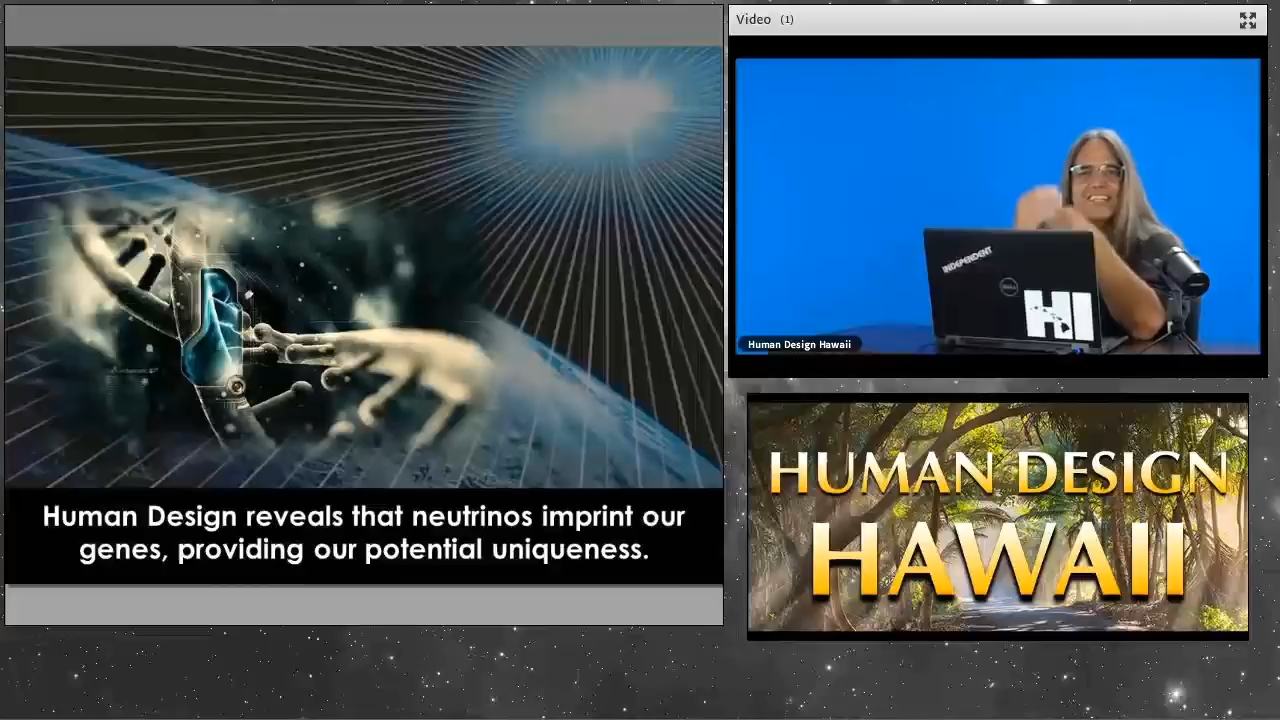 Human Design reveals that neutrinos imprint our
genes, providing our potential uniqueness.
Video (1)
INDEPENDENT
DELL
HI
Human Design Hawaii
HUMAN DESIGN
HAWAII